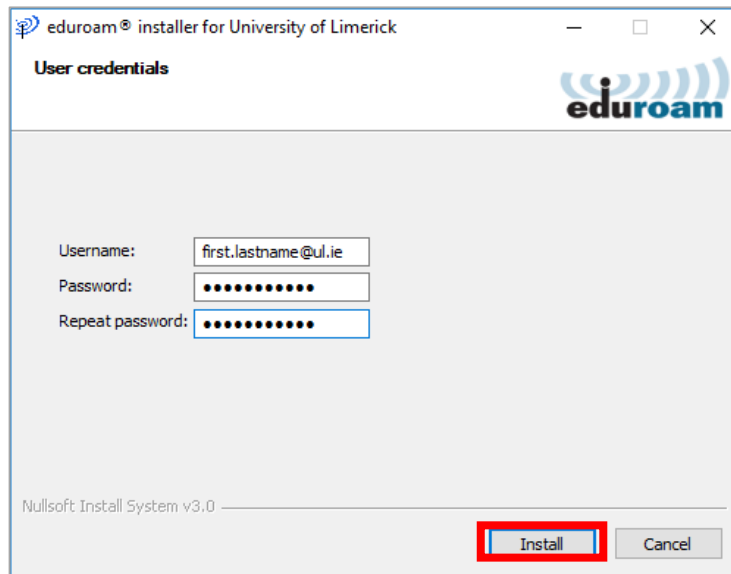 eduroam® installer for University of Limerick
User credentials
eduroam
Username: first.lastname@ul.ie
Password: ●●●●●●●●●●●
Repeat password: ●●●●●●●●●●●
Nullsoft Install System v3.0
Install Cancel